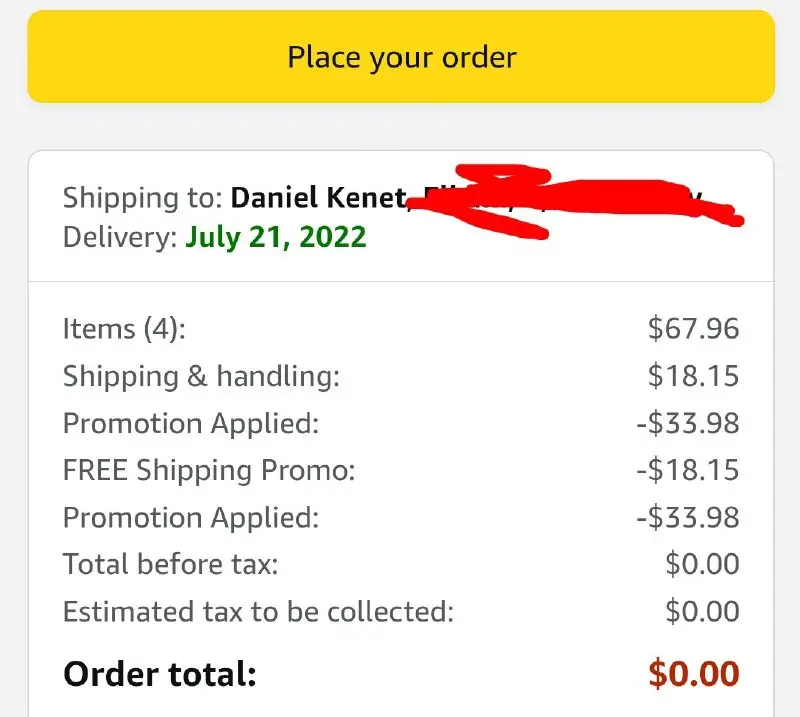 Place your order
Shipping to: Daniel Kenet,
Delivery: July 21, 2022
Items (4): $67.96
Shipping & handling: $18.15
Promotion Applied: -$33.98
FREE Shipping Promo: -$18.15
Promotion Applied: -$33.98
Total before tax: $0.00
Estimated tax to be collected: $0.00
Order total: $0.00